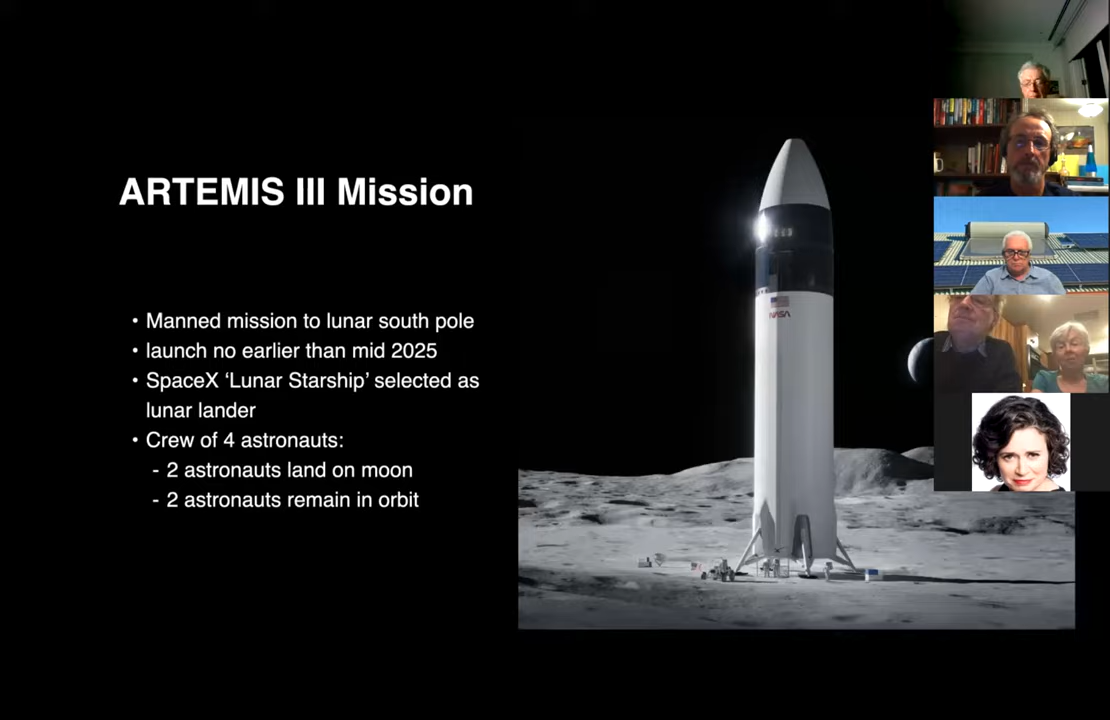 ARTEMIS III Mission
• Manned mission to lunar south pole
• launch no earlier than mid 2025
• SpaceX ‘Lunar Starship’ selected as
lunar lander
• Crew of 4 astronauts:
- 2 astronauts land on moon
- 2 astronauts remain in orbit
NASA